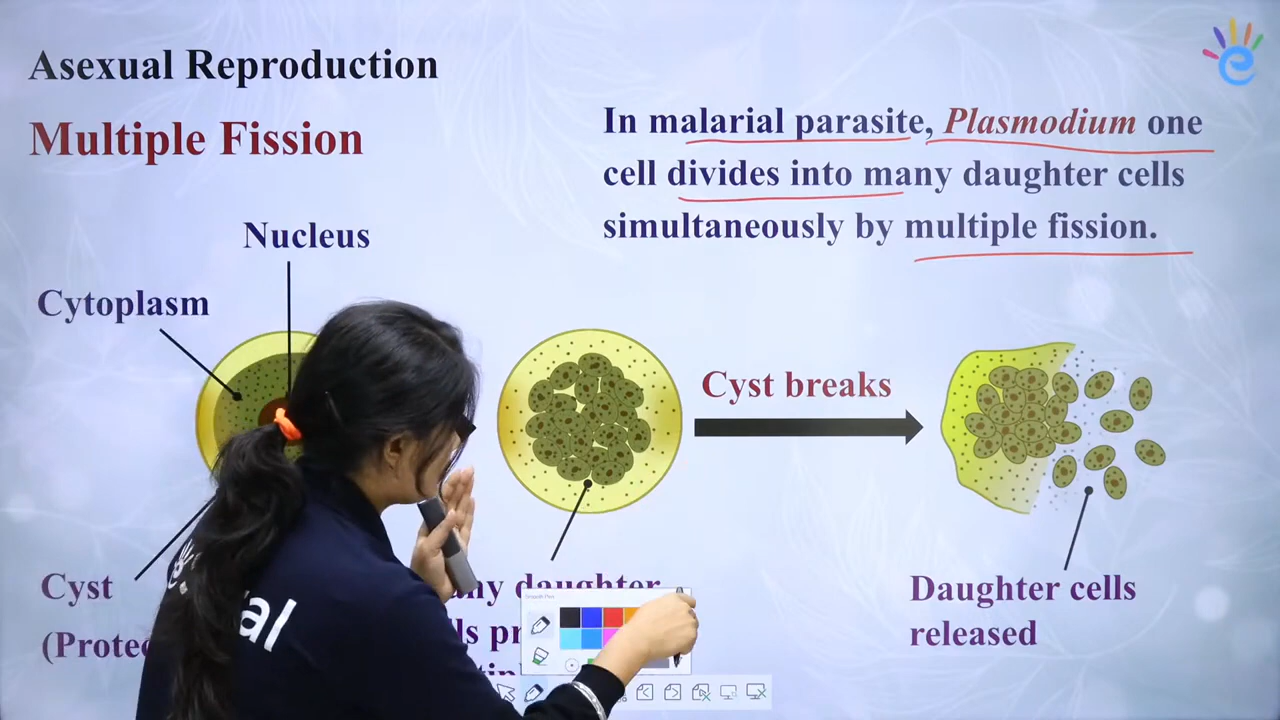 Asexual Reproduction
Multiple Fission
In malarial parasite, Plasmodium one
cell divides into many daughter cells
simultaneously by multiple fission.
Nucleus
Cytoplasm
Cyst breaks
Cyst
daughter
Daughter cells
released